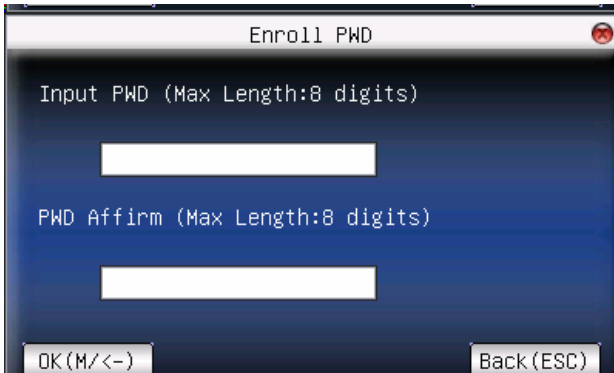 Enroll PWD
Input PWD (Max Length:8 digits)
PWD Affirm (Max Length:8 digits)
OK(M/<-)
Back(ESC)